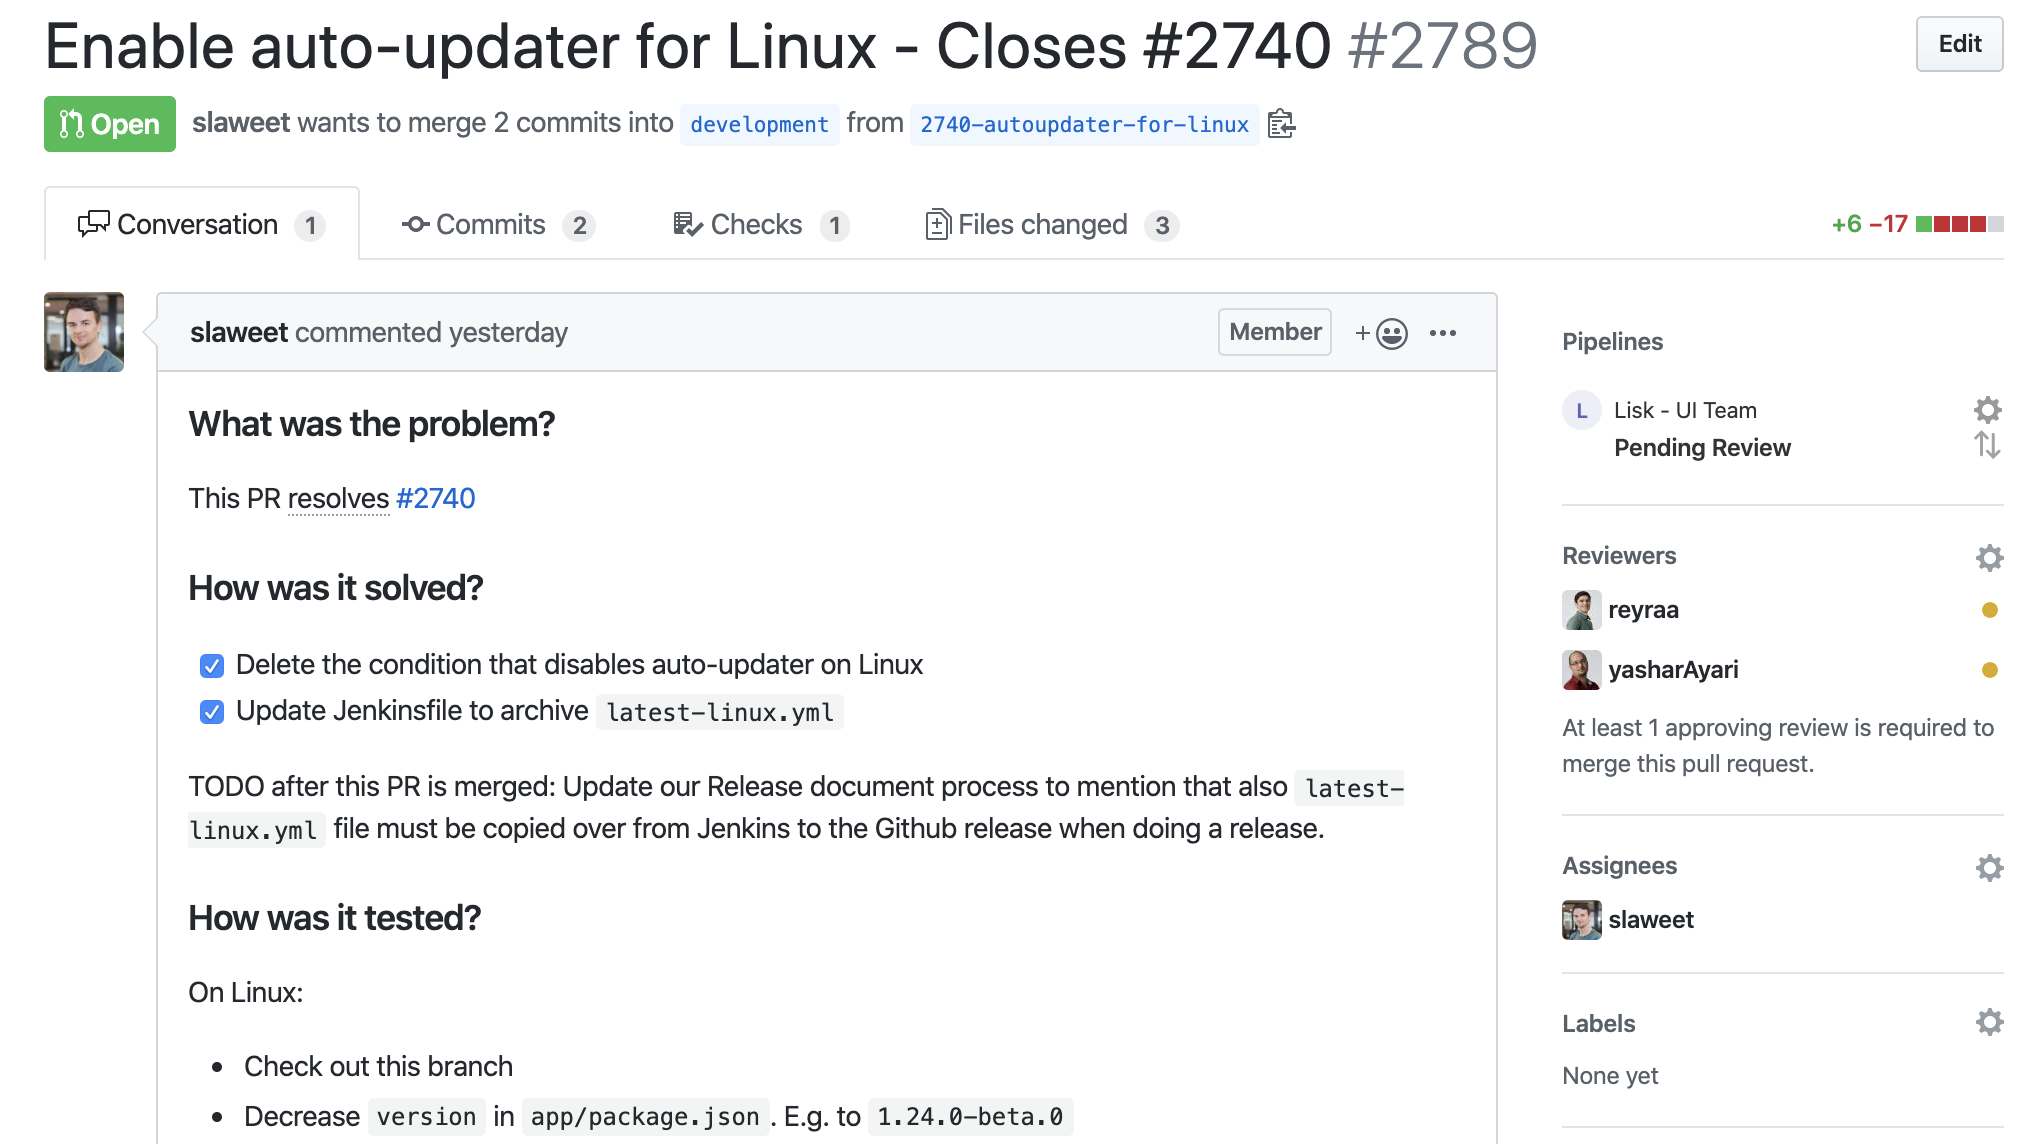 Enable auto-updater for Linux - Closes #2740 #2789
Edit
Open
slaweet wants to merge 2 commits into development from 2740-autoupdater-for-linux
Conversation 1
Commits 2
Checks 1
Files changed 3
+6 −17
slaweet commented yesterday
Member
+
What was the problem?
This PR resolves #2740
How was it solved?
Delete the condition that disables auto-updater on Linux
Update Jenkinsfile to archive latest-linux.yml
TODO after this PR is merged: Update our Release document process to mention that also latest-
linux.yml file must be copied over from Jenkins to the Github release when doing a release.
How was it tested?
On Linux:
• Check out this branch
• Decrease version in app/package.json. E.g. to 1.24.0-beta.0
Pipelines
L Lisk - UI Team
Pending Review
Reviewers
reyraa
yasharAyari
At least 1 approving review is required to
merge this pull request.
Assignees
slaweet
Labels
None yet